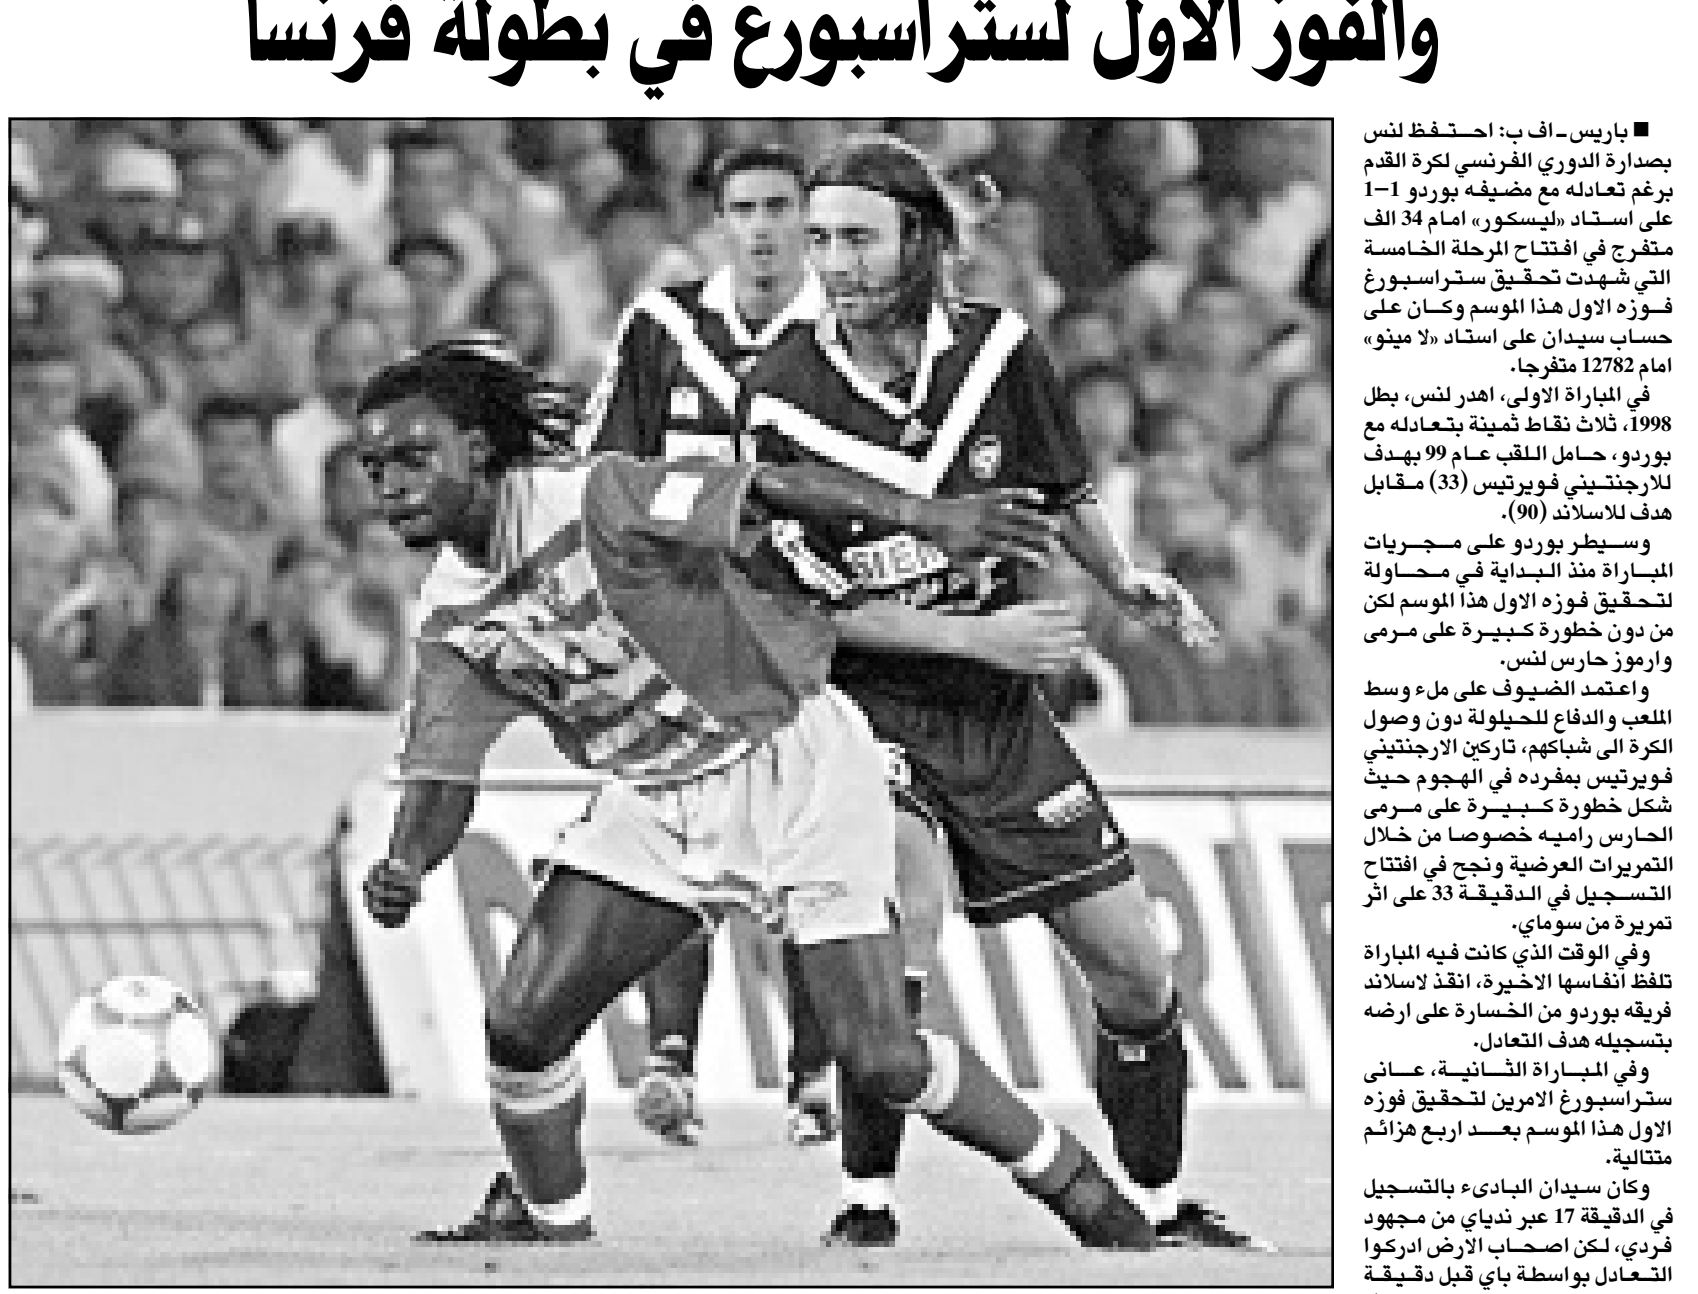 والفوز الاول لستراسبورغ في بطولة فرنسا
■ باريس ـ اف ب: احتفظ لنس
بصدارة الدوري الفرنسي لكرة القدم
برغم تعادله مع مضيفه بوردو 1–1
على استاد «ليسكور» امام 34 الف
متفرج في افتتاح المرحلة الخامسة
التي شهدت تحقيق ستراسبورغ
فوزه الاول هذا الموسم وكان على
حساب سيدان على استاد «لا مينو»
امام 12782 متفرجا.
في المباراة الاولى، اهدر لنس، بطل
1998، ثلاث نقاط ثمينة بتعادله مع
بوردو، حامل اللقب عام 99 بهدف
للارجنتيني فويرتيس (33) مقابل
هدف للاسلاند (90).
وسيطر بوردو على مجريات
المباراة منذ البداية في محاولة
لتحقيق فوزه الاول هذا الموسم لكن
من دون خطورة كبيرة على مرمى
وارموز حارس لنس.
واعتمد الضيوف على ملء وسط
الملعب والدفاع للحيلولة دون وصول
الكرة الى شباكهم، تاركين الارجنتيني
فويرتيس بمفرده في الهجوم حيث
شكل خطورة كبيرة على مرمى
الحارس راميه خصوصا من خلال
التمريرات العرضية ونجح في افتتاح
التسجيل في الدقيقة 33 على اثر
تمريرة من سوماي.
وفي الوقت الذي كانت فيه المباراة
تلفظ انفاسها الاخيرة، انقذ لاسلاند
فريقه بوردو من الخسارة على ارضه
بتسجيله هدف التعادل.
وفي المباراة الثانية، عانى
ستراسبورغ الامرين لتحقيق فوزه
الاول هذا الموسم بعد اربع هزائم
متتالية.
وكان سيدان البادىء بالتسجيل
في الدقيقة 17 عبر ندياي من مجهود
فردي، لكن اصحاب الارض ادركوا
التعادل بواسطة باي قبل دقيقة